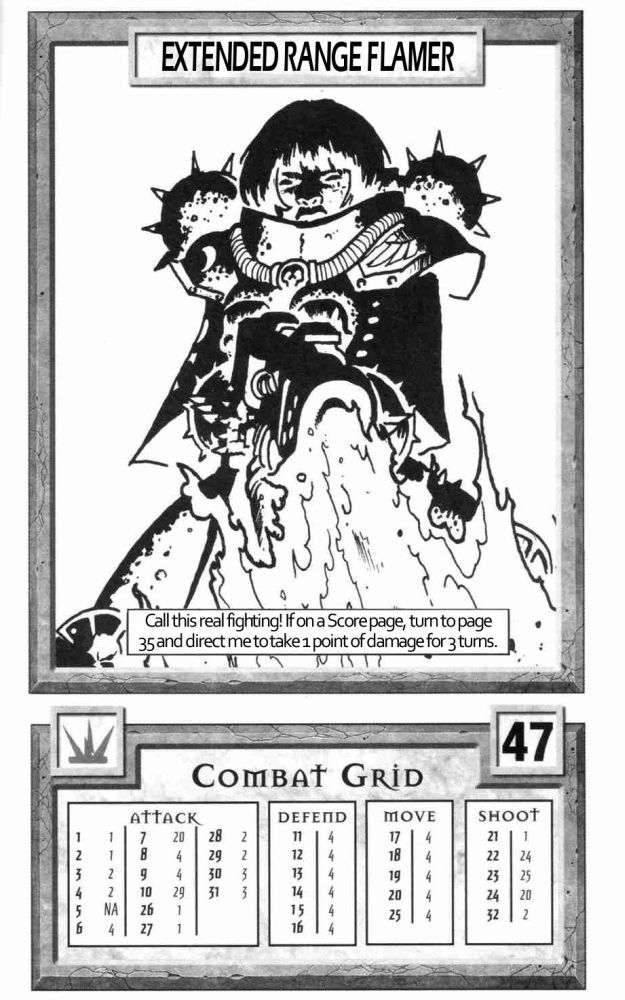 EXTENDED RANGE FLAMER
Call this real fighting! If on a Score page, turn to page
35 and direct me to take 1 point of damage for 3 turns.
47
COMBAT GRID
ATTACK DEFEND MOVE SHOOT
1 1 7 20 28 2 11 4 17 4 21 1
2 1 8 4 29 2 12 4 18 4 22 24
3 2 9 4 30 3 13 4 19 4 23 25
4 2 10 29 31 3 14 4 20 4 24 20
5 NA 26 1 15 4 25 4 32 2
6 4 27 1 16 4